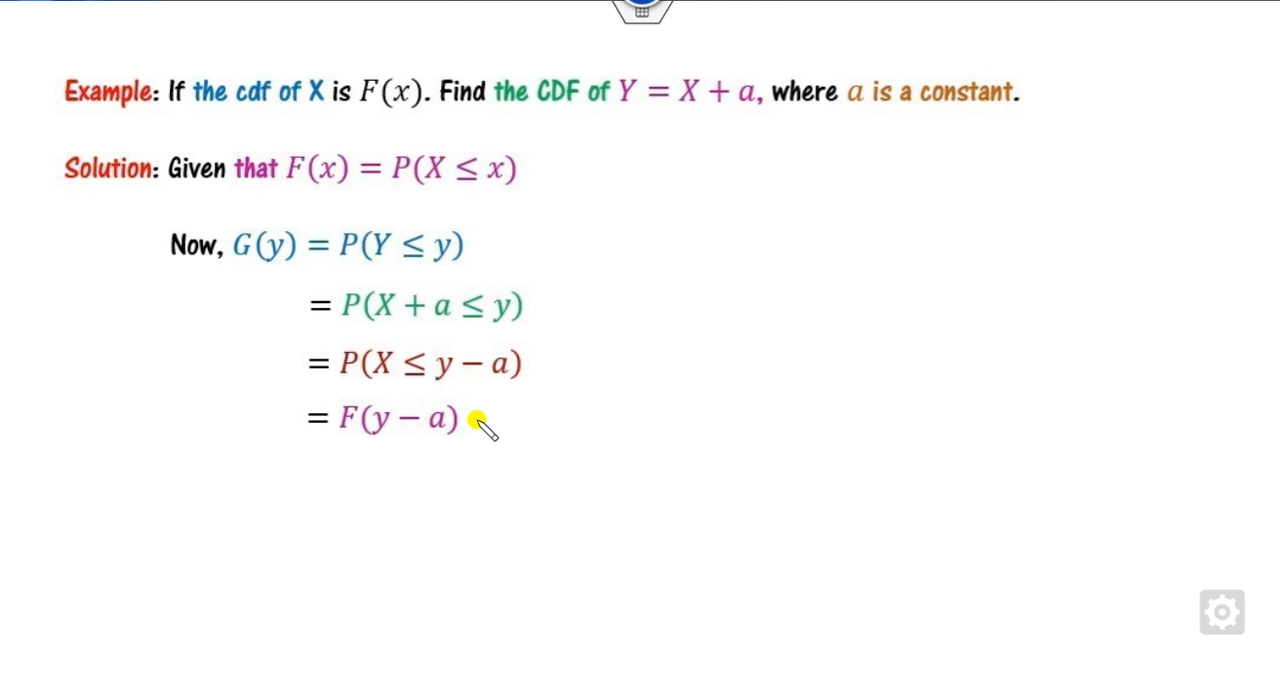 Example: If the cdf of X is F(x). Find the CDF of Y = X + a, where a is a constant.
Solution: Given that F(x) = P(X ≤ x)
Now, G(y) = P(Y ≤ y)
= P(X + a ≤ y)
= P(X ≤ y − a)
= F(y − a)